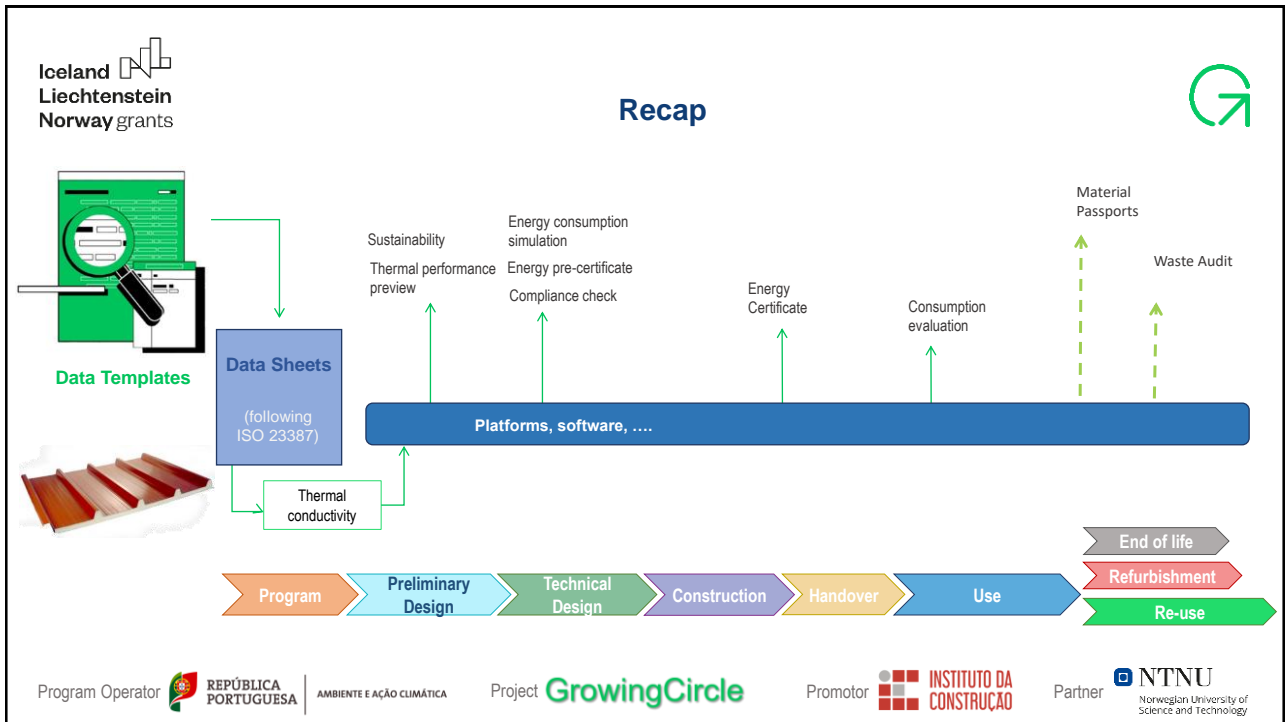 Iceland
Liechtenstein
Norway grants
Recap
Data Templates
Data Sheets
(following
ISO 23387)
Thermal
conductivity
Sustainability
Thermal performance
preview
Energy consumption
simulation
Energy pre-certificate
Compliance check
Energy
Certificate
Consumption
evaluation
Material
Passports
Waste Audit
Platforms, software, ....
Program
Preliminary
Design
Technical
Design
Construction
Handover
Use
End of life
Refurbishment
Re-use
Program Operator
REPÚBLICA
PORTUGUESA
AMBIENTE E AÇÃO CLIMÁTICA
Project
GrowingCircle
Promotor
INSTITUTO DA
CONSTRUÇÃO
Partner
NTNU
Norwegian University of
Science and Technology